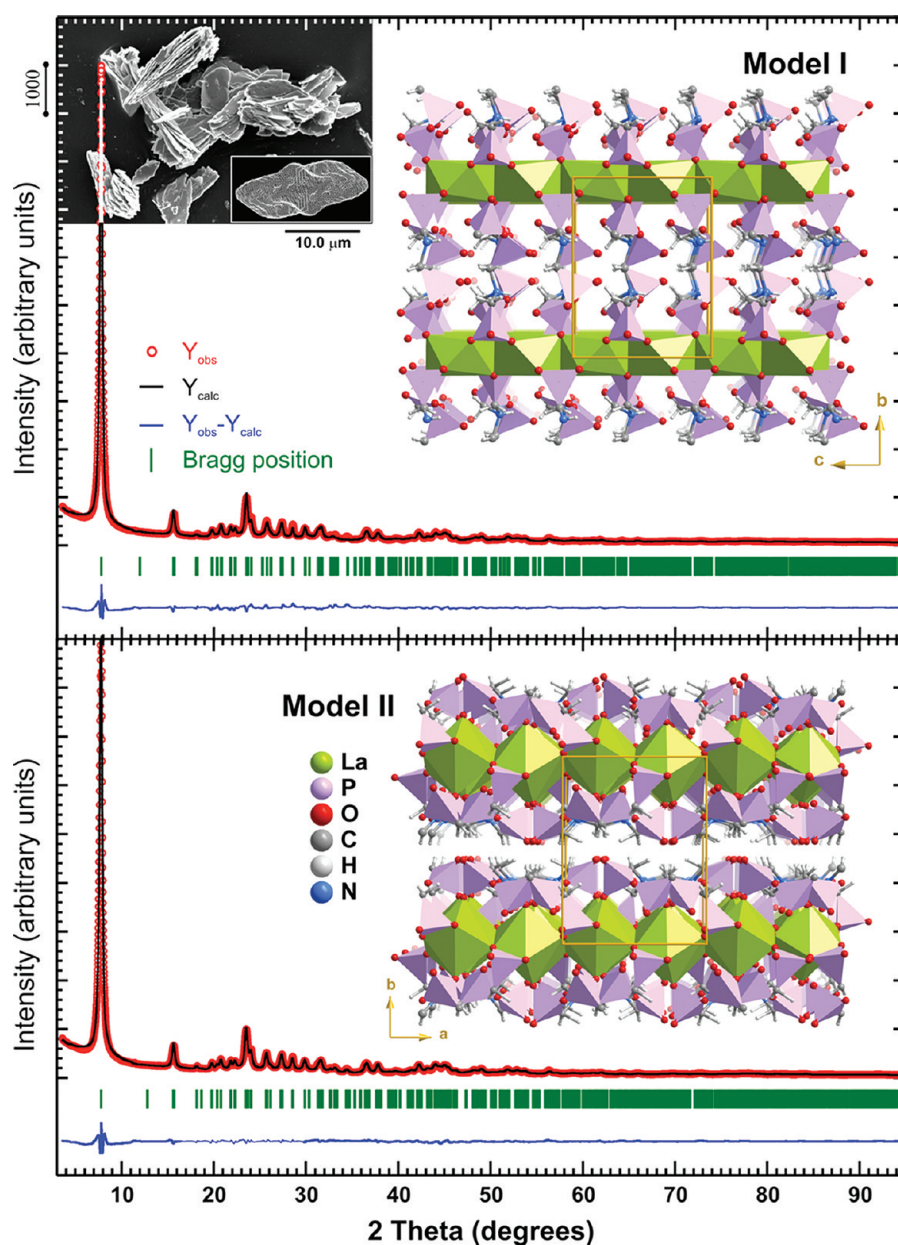 1000
Intensity (arbitrary units)
10.0 μm
Model I
Yobs
Ycalc
Yobs-Ycalc
Bragg position
b
c
Intensity (arbitrary units)
Model II
La
P
O
C
H
N
b
a
10 20 30 40 50 60 70 80 90
2 Theta (degrees)